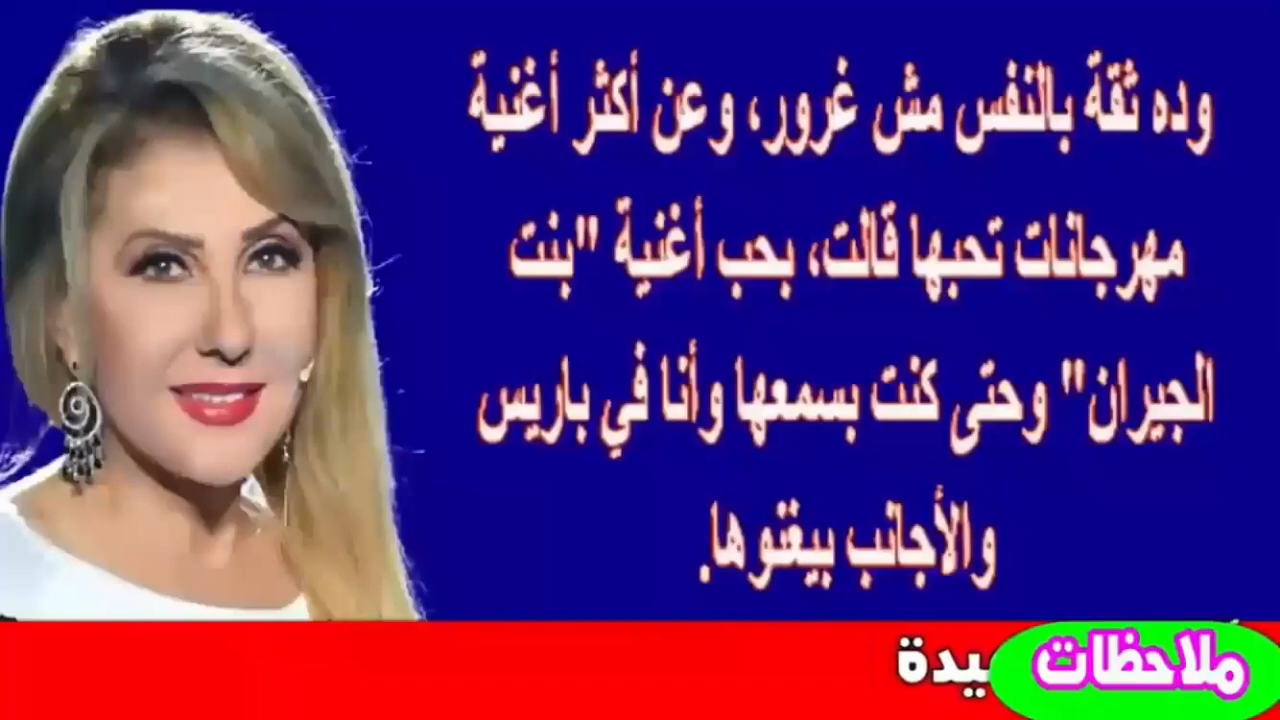 وده ثقة بالنفس مش غرور، وعن أكثر أغنية
مهرجانات تحبها قالت، بحب أغنية "بنت
الجيران" وحتى كنت بسمعها وأنا في باريس
والأجانب بيغنوها.
ملاحظات